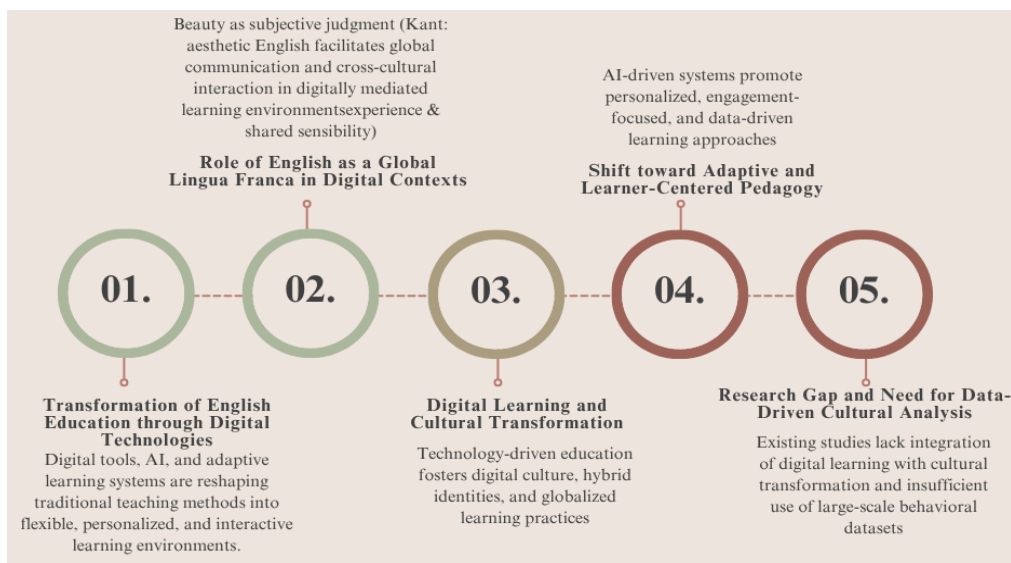 Beauty as subjective judgment (Kant:
aesthetic English facilitates global
communication and cross-cultural
interaction in digitally mediated
learning environmentsexperience &
shared sensibility)
Role of English as a Global
Lingua Franca in Digital Contexts
AI-driven systems promote
personalized, engagement-
focused, and data-driven
learning approaches
Shift toward Adaptive and
Learner-Centered Pedagogy
01.
02.
03.
04.
05.
Transformation of English
Education through Digital
Technologies
Digital tools, AI, and adaptive
learning systems are reshaping
traditional teaching methods into
flexible, personalized, and interactive
learning environments.
Digital Learning and
Cultural Transformation
Technology-driven education
fosters digital culture, hybrid
identities, and globalized
learning practices
Research Gap and Need for Data-
Driven Cultural Analysis
Existing studies lack integration
of digital learning with cultural
transformation and insufficient
use of large-scale behavioral
datasets